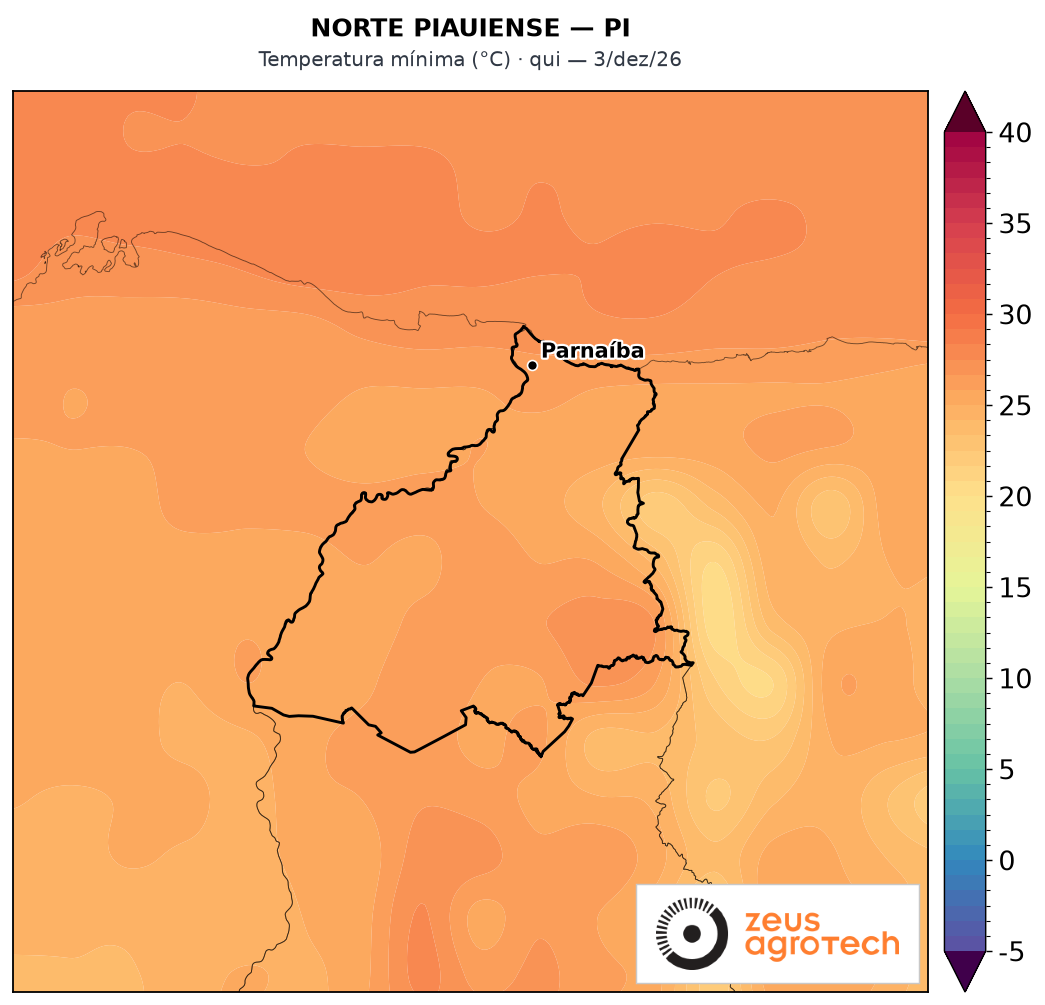 NORTE PIAUIENSE — PI
Temperatura mínima (°C) · qui — 3/dez/26
Parnaíba
40
35
30
25
20
15
10
5
0
-5
zeus
agroTech